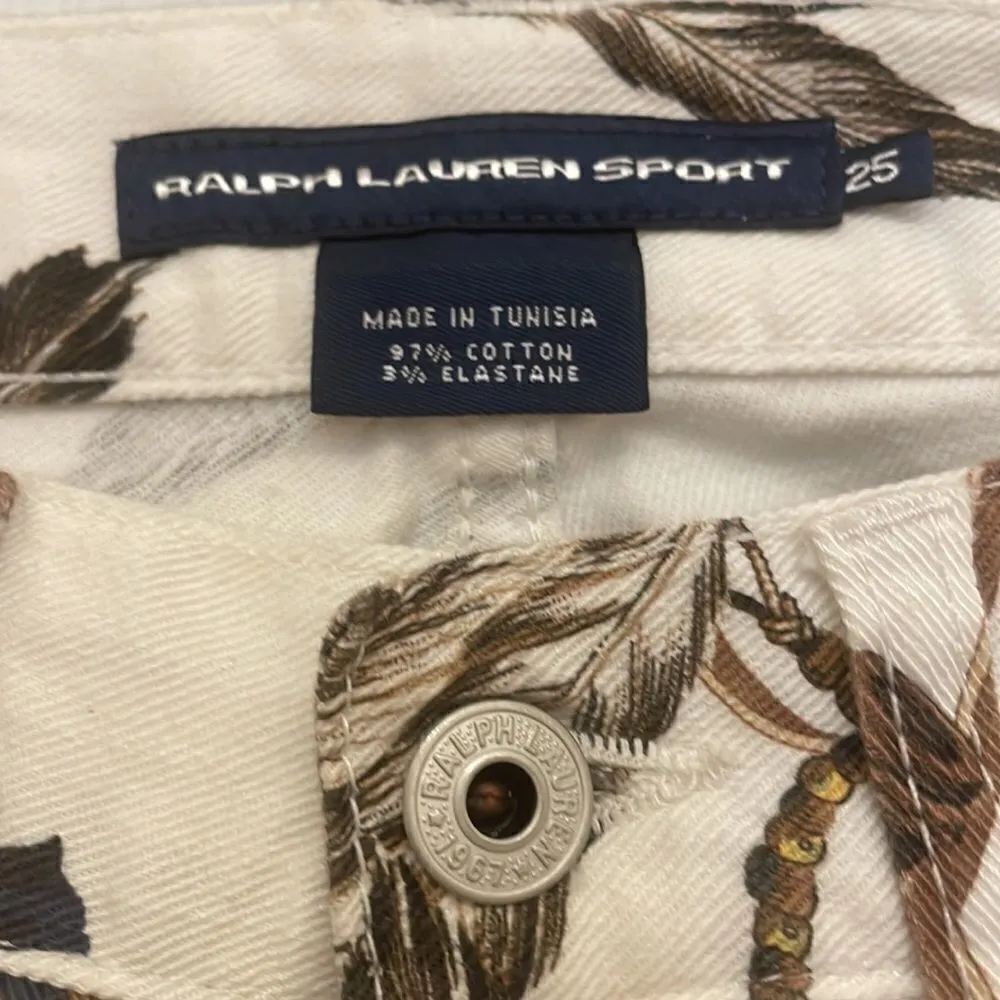 RALPH LAUREN SPORT
25
MADE IN TUNISIA
97% COTTON
3% ELASTANE
RALPH LAUREN
1967